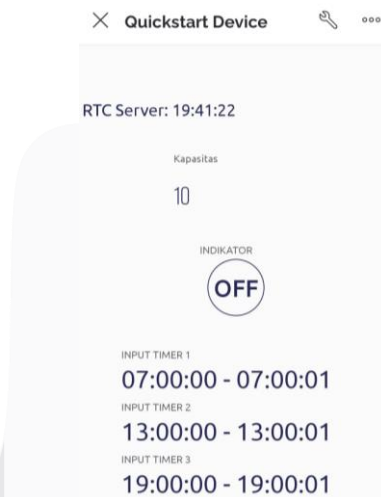 Quickstart Device
RTC Server: 19:41:22
Kapasitas
10
INDIKATOR
OFF
INPUT TIMER 1
07:00:00 - 07:00:01
INPUT TIMER 2
13:00:00 - 13:00:01
INPUT TIMER 3
19:00:00 - 19:00:01